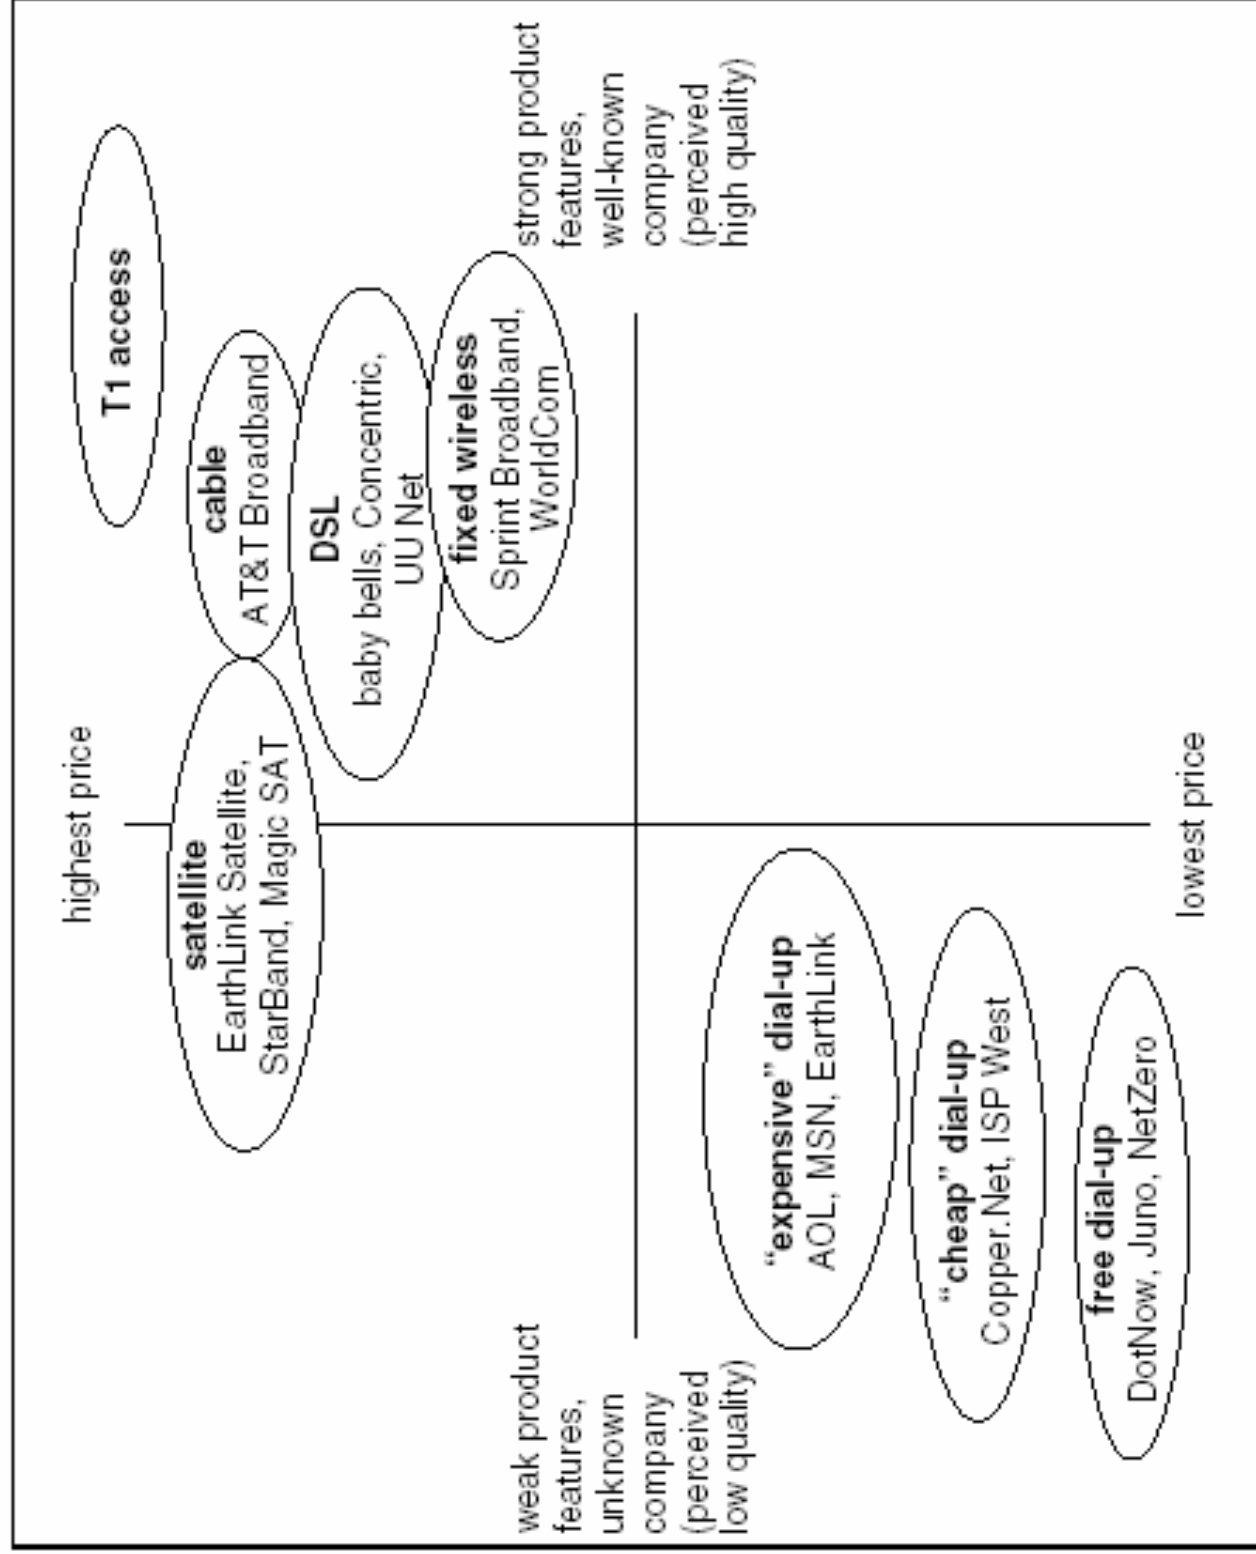 highest price
T1 access
satellite
EarthLink Satellite,
StarBand, Magic SAT
cable
AT&T Broadband
DSL
baby bells, Concentric,
UU Net
fixed wireless
Sprint Broadband,
WorldCom
weak product
features,
unknown
company
(perceived
low quality)
strong product
features,
well-known
company
(perceived
high quality)
“expensive” dial-up
AOL, MSN, EarthLink
“cheap” dial-up
Copper.Net, ISP West
free dial-up
DotNow, Juno, NetZero
lowest price